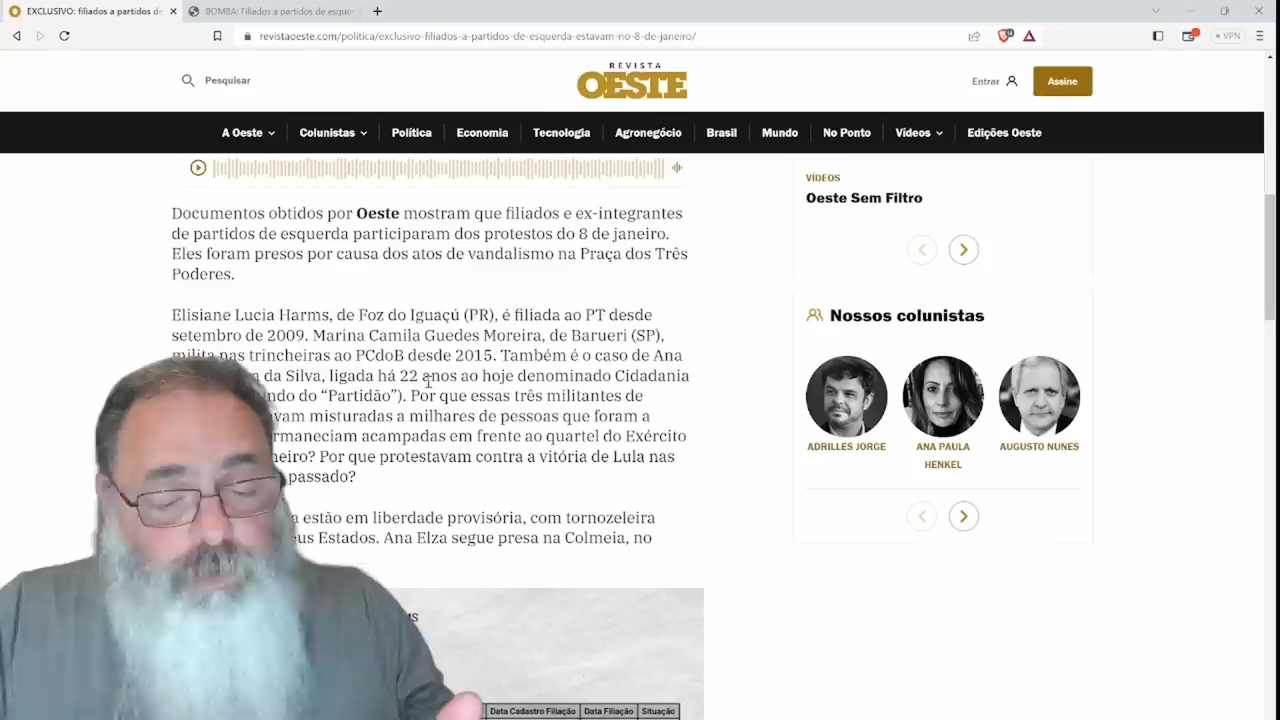 EXCLUSIVO: filiados a partidos de
BOMBA: Filiados a partidos de esquer
revistaoeste.com/politica/exclusivo-filiados-a-partidos-de-esquerda-estavam-no-8-de-janeiro/
VPN
Pesquisar
REVISTA
OESTE
Entrar
Assine
A Oeste
Colunistas
Política
Economia
Tecnologia
Agronegócio
Brasil
Mundo
No Ponto
Vídeos
Edições Oeste
Documentos obtidos por Oeste mostram que filiados e ex-integrantes
de partidos de esquerda participaram dos protestos do 8 de janeiro.
Eles foram presos por causa dos atos de vandalismo na Praça dos Três
Poderes.
Elisiane Lucia Harms, de Foz do Iguaçú (PR), é filiada ao PT desde
setembro de 2009. Marina Camila Guedes Moreira, de Barueri (SP),
milita nas trincheiras ao PCdoB desde 2015. Também é o caso de Ana
da Silva, ligada há 22 anos ao hoje denominado Cidadania
do “Partidão”). Por que essas três militantes de
misturadas a milhares de pessoas que foram a
acampadas em frente ao quartel do Exército
Por que protestavam contra a vitória de Lula nas
passado?
estão em liberdade provisória, com tornozeleira
Estados. Ana Elza segue presa na Colmeia, no
Data Cadastro Filiação
Data Filiação
Situação
VÍDEOS
Oeste Sem Filtro
Nossos colunistas
ADRILLES JORGE
ANA PAULA
HENKEL
AUGUSTO NUNES